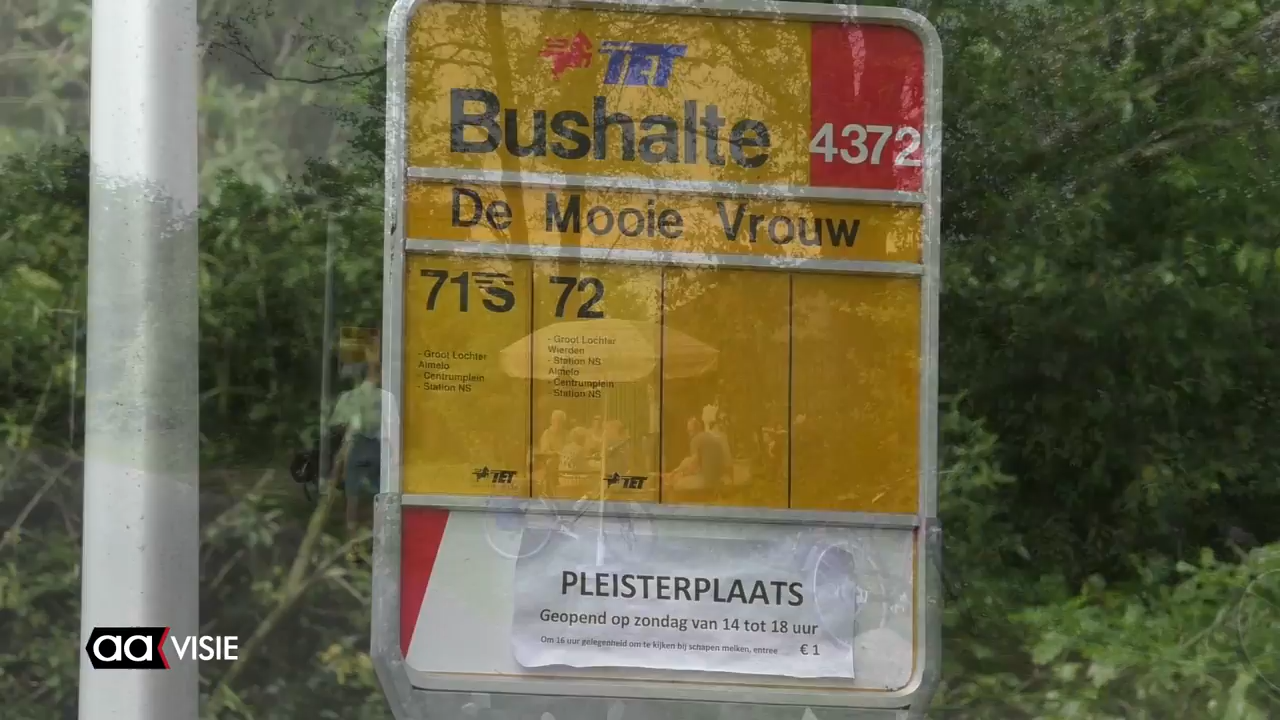 TET
Bushalte
4372
De Mooie Vrouw
71S
- Groot Lochter
Almelo
- Centrumplein
- Station NS
TET
72
- Groot Lochter
Wierden
- Station NS
Almelo
- Centrumplein
- Station NS
TET
PLEISTERPLAATS
Geopend op zondag van 14 tot 18 uur
Om 16 uur gelegenheid om te kijken bij schapen melken, entree € 1
aa VISIE